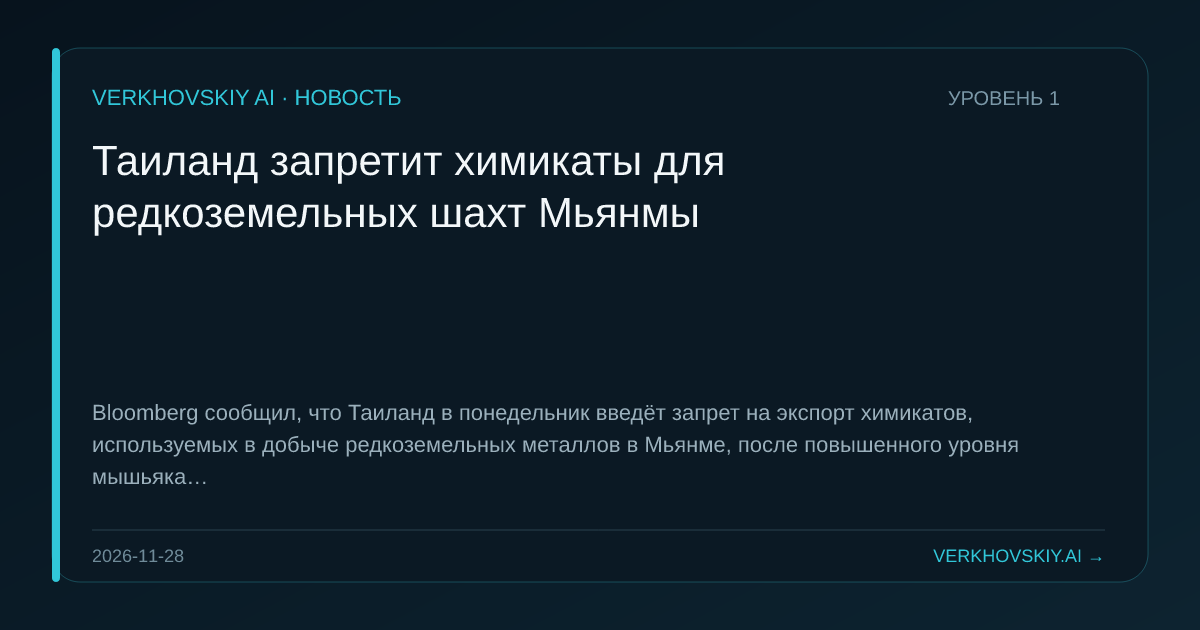 VERKHOVSKIY AI · НОВОСТЬ
УРОВЕНЬ 1
Таиланд запретит химикаты для
редкоземельных шахт Мьянмы
Bloomberg сообщил, что Таиланд в понедельник введёт запрет на экспорт химикатов,
используемых в добыче редкоземельных металлов в Мьянме, после повышенного уровня
мышьяка…
2026-11-28
VERKHOVSKIY.AI →